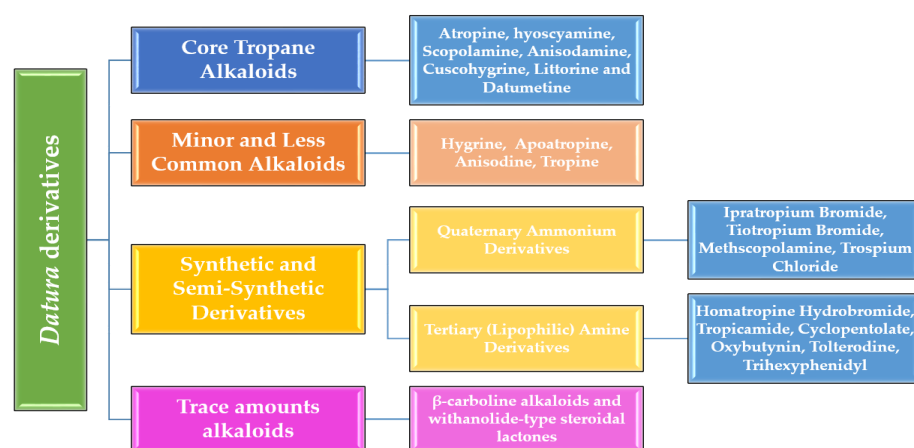 Datura derivatives
Core Tropane
Alkaloids
Atropine, hyoscyamine,
Scopolamine, Anisodamine,
Cuscohygrine, Littorine and
Datumetine
Minor and Less
Common Alkaloids
Hygrine, Apoatropine,
Anisodine, Tropine
Synthetic and
Semi-Synthetic
Derivatives
Quaternary Ammonium
Derivatives
Ipratropium Bromide,
Tiotropium Bromide,
Methscopolamine, Trospium
Chloride
Tertiary (Lipophilic) Amine
Derivatives
Homatropine Hydrobromide,
Tropicamide, Cyclopentolate,
Oxybutynin, Tolterodine,
Trihexyphenidyl
Trace amounts
alkaloids
β-carboline alkaloids and
withanolide-type steroidal
lactones